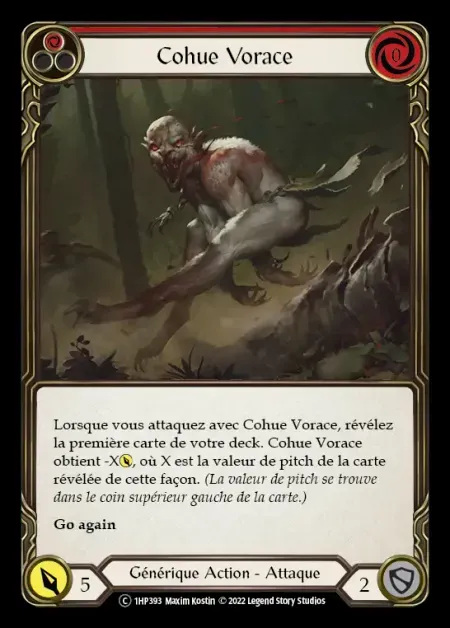 Cohue Vorace
0
Lorsque vous attaquez avec Cohue Vorace, révélez
la première carte de votre deck. Cohue Vorace
obtient -X, où X est la valeur de pitch de la carte
révélée de cette façon. (La valeur de pitch se trouve
dans le coin supérieur gauche de la carte.)
Go again
5
Générique Action - Attaque
2
C 1HP393 Maxim Kostin © 2022 Legend Story Studios